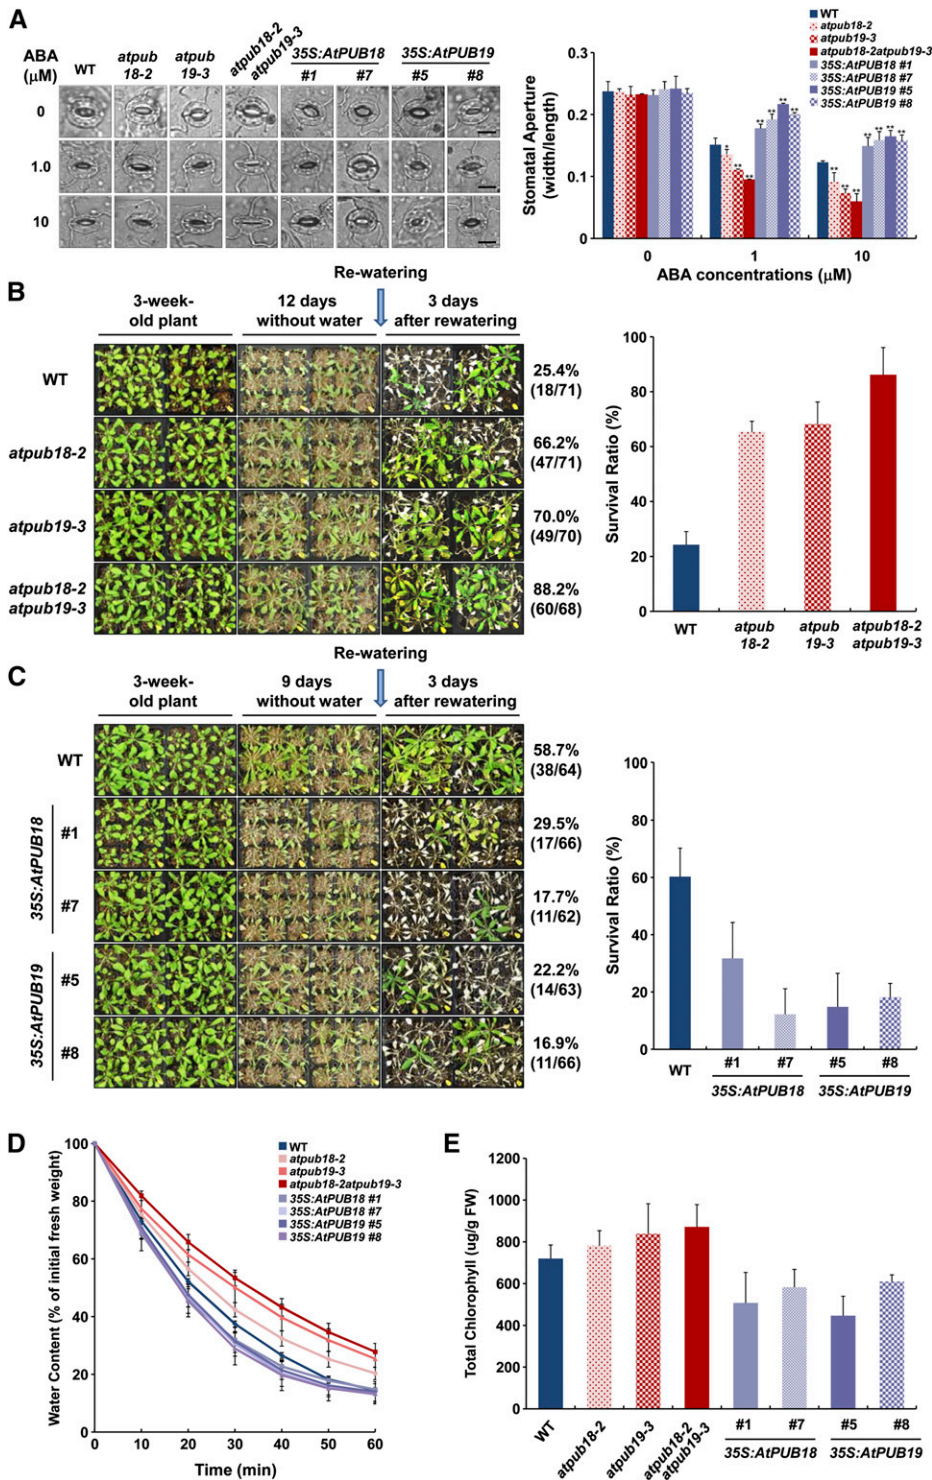 A
ABA
(μM)
WT
atpub
18-2
atpub
19-3
atpub18-2
atpub19-3
35S:AtPUB18
#1 #7
35S:AtPUB19
#5 #8
0
1.0
10
WT
atpub18-2
atpub19-3
atpub18-2atpub19-3
35S:AtPUB18 #1
35S:AtPUB18 #7
35S:AtPUB19 #5
35S:AtPUB19 #8
Stomatal Aperture
(width/length)
0.3
0.2
0.1
0
0 1 10
ABA concentrations (μM)
* ** ** ** ** ** **
** ** ** ** ** ** **
B
Re-watering
3-week-
old plant
12 days
without water
3 days
after rewatering
WT
25.4%
(18/71)
atpub18-2
66.2%
(47/71)
atpub19-3
70.0%
(49/70)
atpub18-2
atpub19-3
88.2%
(60/68)
Survival Ratio (%)
100
80
60
40
20
0
WT
atpub
18-2
atpub
19-3
atpub18-2
atpub19-3
C
Re-watering
3-week-
old plant
9 days
without water
3 days
after rewatering
WT
58.7%
(38/64)
35S:AtPUB18
#1
29.5%
(17/66)
#7
17.7%
(11/62)
35S:AtPUB19
#5
22.2%
(14/63)
#8
16.9%
(11/66)
Survival Ratio (%)
100
80
60
40
20
0
WT
#1 #7
35S:AtPUB18
#5 #8
35S:AtPUB19
D
Water Content (% of initial fresh weight)
100
80
60
40
20
0
0 10 20 30 40 50 60
Time (min)
WT
atpub18-2
atpub19-3
atpub18-2atpub19-3
35S:AtPUB18 #1
35S:AtPUB18 #7
35S:AtPUB19 #5
35S:AtPUB19 #8
E
Total Chlorophyll (ug/g FW)
1200
1000
800
600
400
200
0
WT
atpub18-2
atpub19-3
atpub18-2
atpub19-3
#1 #7
35S:AtPUB18
#5 #8
35S:AtPUB19